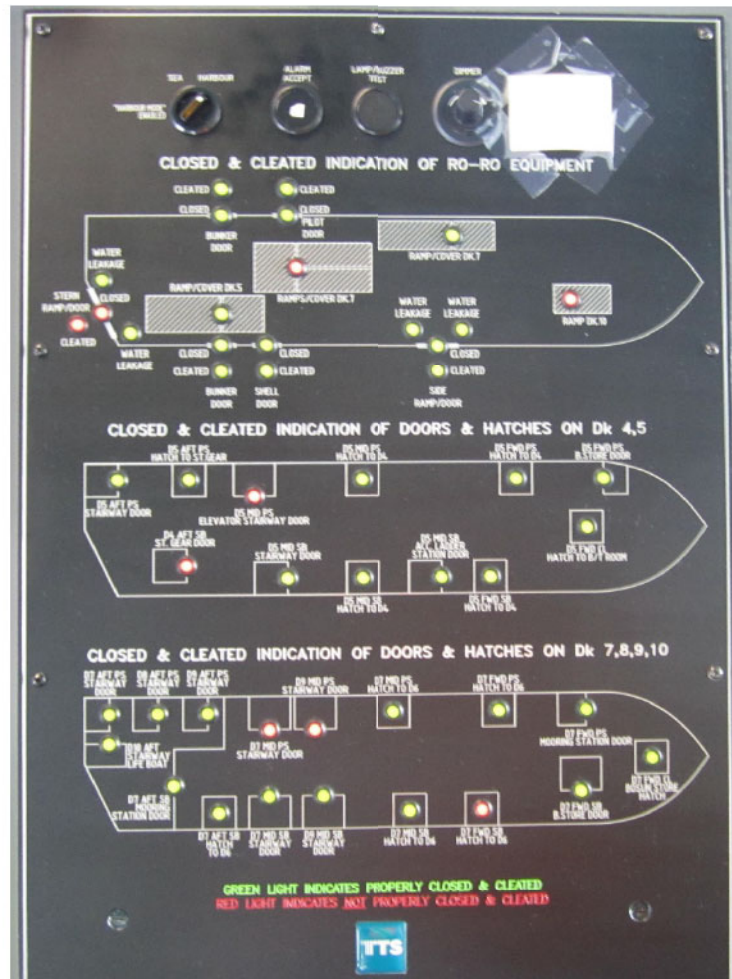 SEA HARBOUR
ALARM
ACCEPT
LAMP/BUZZER
TEST
DIMMER
"HARBOUR MODE"
ENABLED
CLOSED & CLEATED INDICATION OF RO-RO EQUIPMENT
CLEATED
CLEATED
CLOSED
CLOSED
BUNKER
DOOR
PILOT
DOOR
WATER
LEAKAGE
RAMP/COVER DK.7
STERN
RAMP/DOOR
CLOSED
RAMP/COVER DK.5
RAMPS/COVER DK.7
WATER
LEAKAGE
WATER
LEAKAGE
RAMP DK.10
CLEATED
WATER
LEAKAGE
CLOSED
CLOSED
CLOSED
CLEATED
CLEATED
CLEATED
BUNKER
DOOR
SHELL
DOOR
SIDE
RAMP/DOOR
CLOSED & CLEATED INDICATION OF DOORS & HATCHES ON Dk 4,5
D5 AFT PS
HATCH TO ST.GEAR
D5 MID PS
HATCH TO D4
D5 FWD PS
HATCH TO D4
D5 FWD PS
B.STORE DOOR
D5 AFT PS
STAIRWAY DOOR
D5 MID PS
ELEVATOR STAIRWAY DOOR
D4 AFT SB
ST. GEAR DOOR
D5 MID SB
STAIRWAY DOOR
D5 MID SB
ACC LADDER
STATION DOOR
D5 FWD CL
HATCH TO B/T ROOM
D5 MID SB
HATCH TO D4
D5 FWD SB
HATCH TO D4
CLOSED & CLEATED INDICATION OF DOORS & HATCHES ON Dk 7,8,9,10
D7 AFT PS
STAIRWAY
DOOR
D8 AFT PS
STAIRWAY
DOOR
D9 AFT PS
STAIRWAY
DOOR
D9 MID PS
STAIRWAY DOOR
D7 MID PS
HATCH TO D6
D7 FWD PS
HATCH TO D6
D10 AFT
STAIRWAY
LIFE BOAT
D7 MID PS
STAIRWAY DOOR
D7 FWD PS
MOORING STATION DOOR
D7 AFT SB
MOORING
STATION DOOR
D7 FWD CL
BOSUN STORE
HATCH
D7 AFT SB
HATCH
TO D6
D7 MID SB
STAIRWAY
DOOR
D9 MID SB
STAIRWAY
DOOR
D7 MID SB
HATCH TO D6
D7 FWD SB
HATCH TO D6
D7 FWD SB
B.STORE DOOR
GREEN LIGHT INDICATES PROPERLY CLOSED & CLEATED
RED LIGHT INDICATES NOT PROPERLY CLOSED & CLEATED
TTS